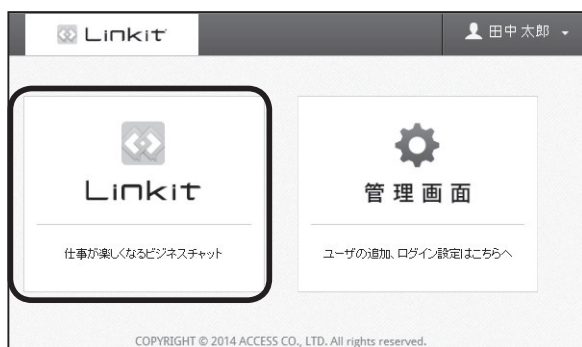 Linkit
田中 太郎
Linkit
仕事が楽しくなるビジネスチャット
管理画面
ユーザの追加、ログイン設定はこちらへ
COPYRIGHT © 2014 ACCESS CO., LTD. All rights reserved.